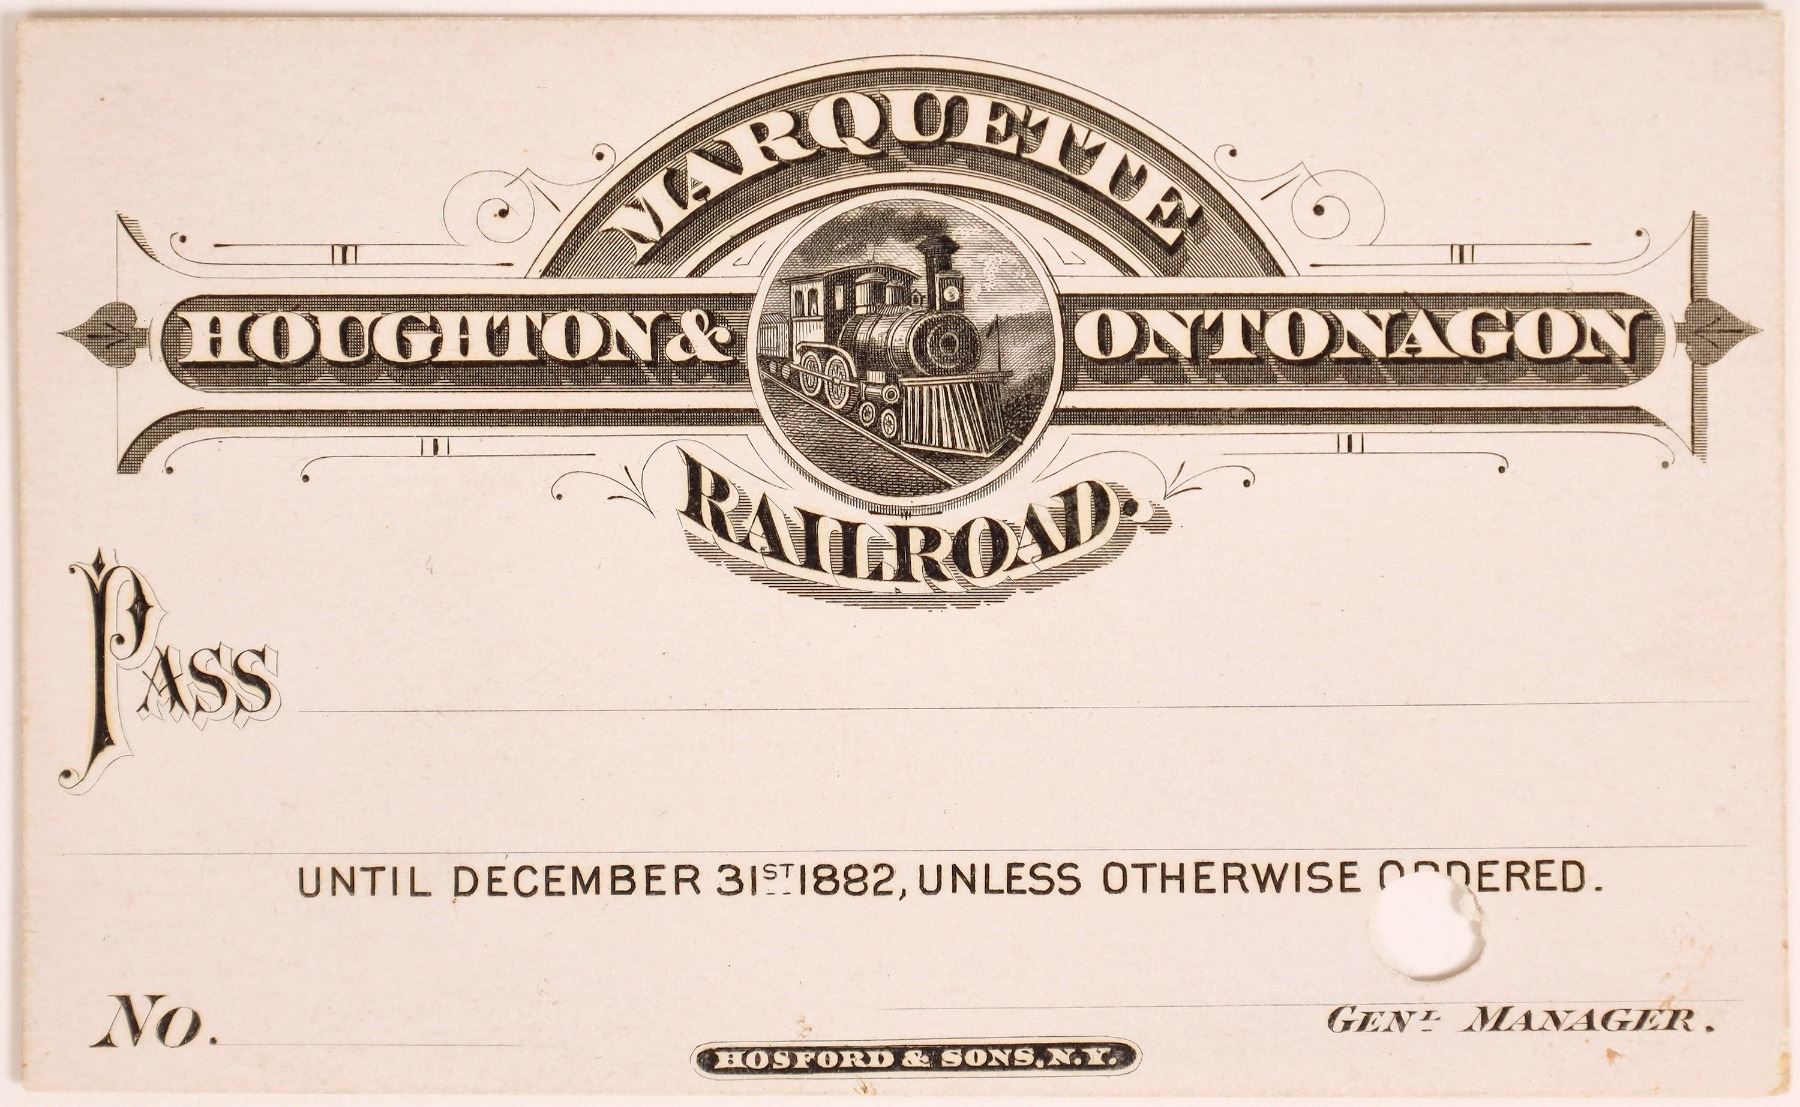 MARQUETTE
HOUGHTON & ONTONAGON
RAILROAD.
PASS
UNTIL DECEMBER 31ST 1882, UNLESS OTHERWISE ORDERED.
NO.
GENL MANAGER.
HOSFORD & SONS, N.Y.